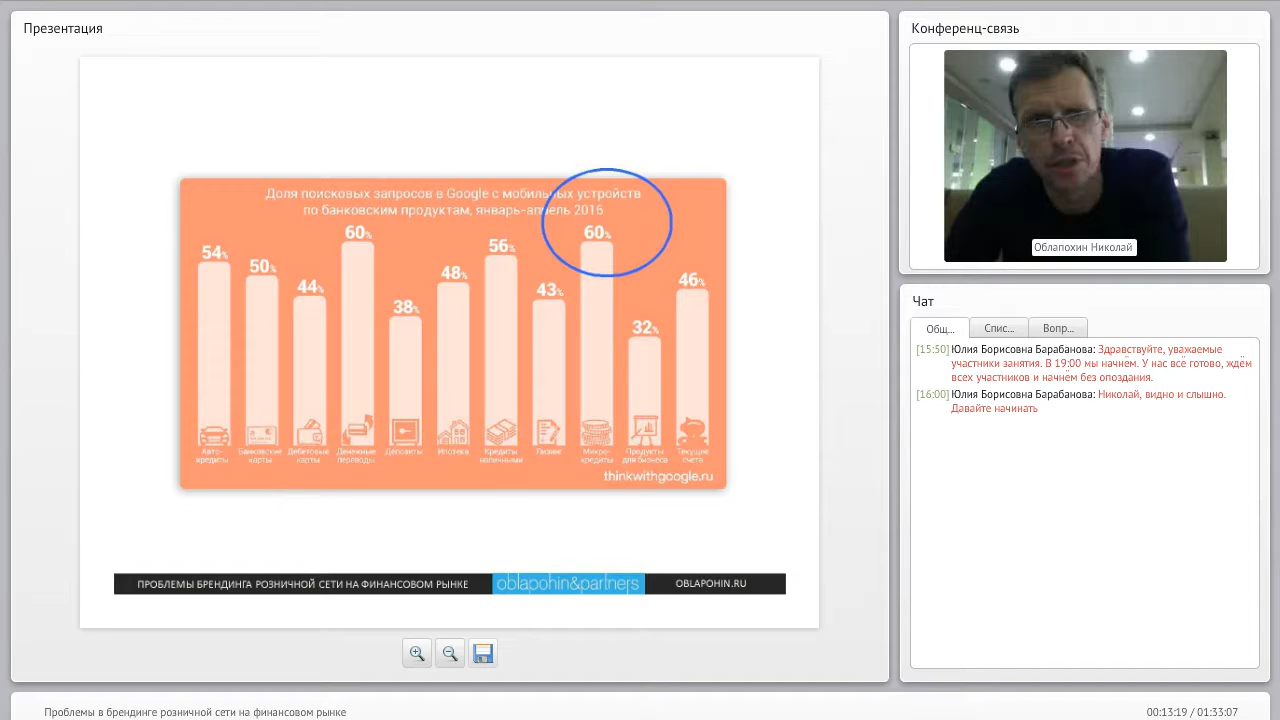 Презентация
Доля поисковых запросов в Google с мобильных устройств
по банковским продуктам, январь-апрель 2016
54%
50%
44%
60%
38%
48%
56%
43%
60%
32%
46%
Авто-
кредиты
Банковские
карты
Дебетовые
карты
Денежные
переводы
Депозиты
Ипотека
Кредиты
наличными
Лизинг
Микро-
кредиты
Продукты
для бизнеса
Текущие
счета
thinkwithgoogle.ru
ПРОБЛЕМЫ БРЕНДИНГА РОЗНИЧНОЙ СЕТИ НА ФИНАНСОВОМ РЫНКЕ
oblapohin&partners
OBLAPOHIN.RU
Конференц-связь
Облапохин Николай
Чат
Общ...
Спис...
Вопр...
[15:50] Юлия Борисовна Барабанова: Здравствуйте, уважаемые
участники занятия. В 19:00 мы начнём. У нас всё готово, ждём
всех участников и начнём без опоздания.
[16:00] Юлия Борисовна Барабанова: Николай, видно и слышно.
Давайте начинать
Проблемы в брендинге розничной сети на финансовом рынке
00:13:19 / 01:33:07